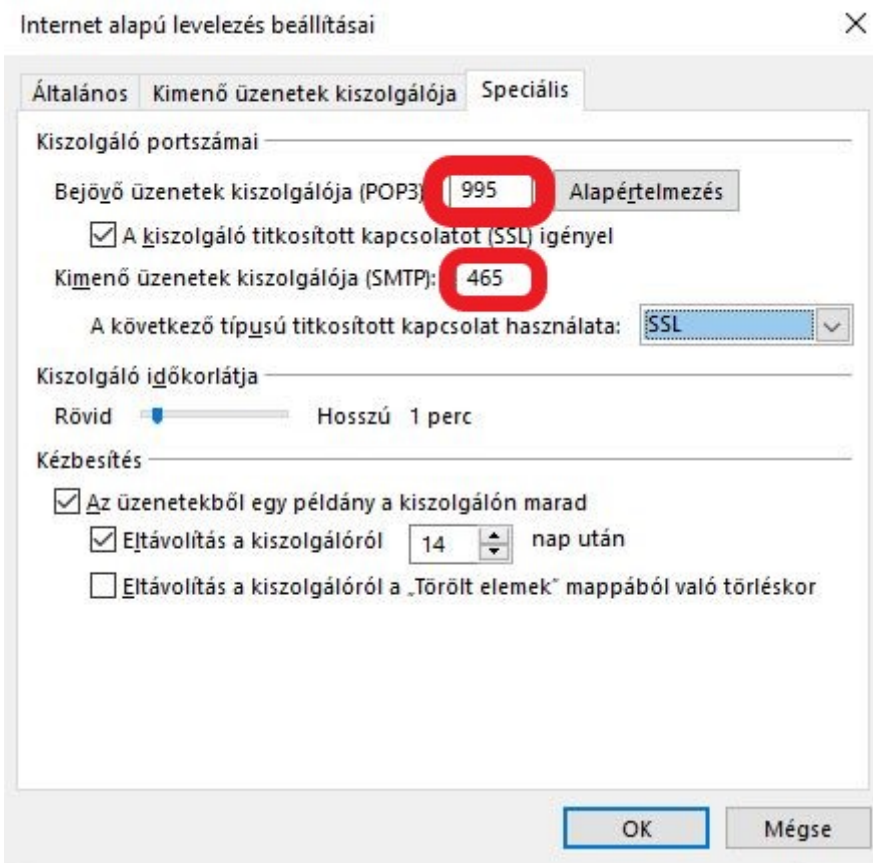 Internet alapú levelezés beállításai
Általános Kimenő üzenetek kiszolgálója Speciális
Kiszolgáló portszámai
Bejövő üzenetek kiszolgálója (POP3) 995 Alapértelmezés
A kiszolgáló titkosított kapcsolatot (SSL) igényel
Kimenő üzenetek kiszolgálója (SMTP): 465
A következő típusú titkosított kapcsolat használata: SSL
Kiszolgáló időkorlátja
Rövid Hosszú 1 perc
Kézbesítés
Az üzenetekből egy példány a kiszolgálón marad
Eltávolítás a kiszolgálóról 14 nap után
Eltávolítás a kiszolgálóról a „Törölt elemek” mappából való törléskor
OK Mégse